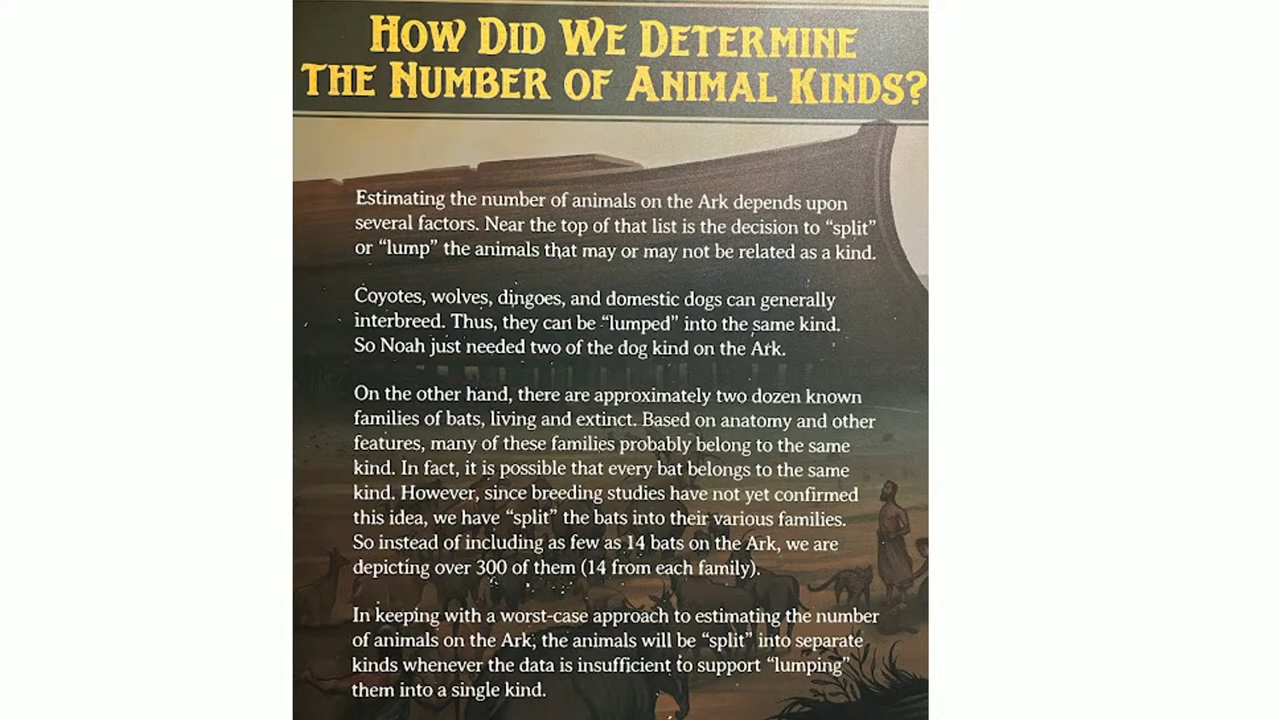 HOW DID WE DETERMINE
THE NUMBER OF ANIMAL KINDS?
Estimating the number of animals on the Ark depends upon
several factors. Near the top of that list is the decision to “split”
or “lump” the animals that may or may not be related as a kind.
Coyotes, wolves, dingoes, and domestic dogs can generally
interbreed. Thus, they can be “lumped” into the same kind.
So Noah just needed two of the dog kind on the Ark.
On the other hand, there are approximately two dozen known
families of bats, living and extinct. Based on anatomy and other
features, many of these families probably belong to the same
kind. In fact, it is possible that every bat belongs to the same
kind. However, since breeding studies have not yet confirmed
this idea, we have “split” the bats into their various families.
So instead of including as few as 14 bats on the Ark, we are
depicting over 300 of them (14 from each family).
In keeping with a worst-case approach to estimating the number
of animals on the Ark, the animals will be “split” into separate
kinds whenever the data is insufficient to support “lumping”
them into a single kind.